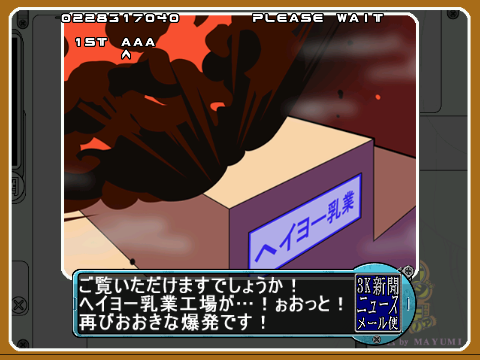 0228317040 PLEASE WAIT
1ST AAA
ヘイヨー乳業
ご覧いただけますでしょうか！
ヘイヨー乳業工場が…！ぉおっと！
再びおおきな爆発です！
3K新聞
ニュース
メール便
by MAYUMI